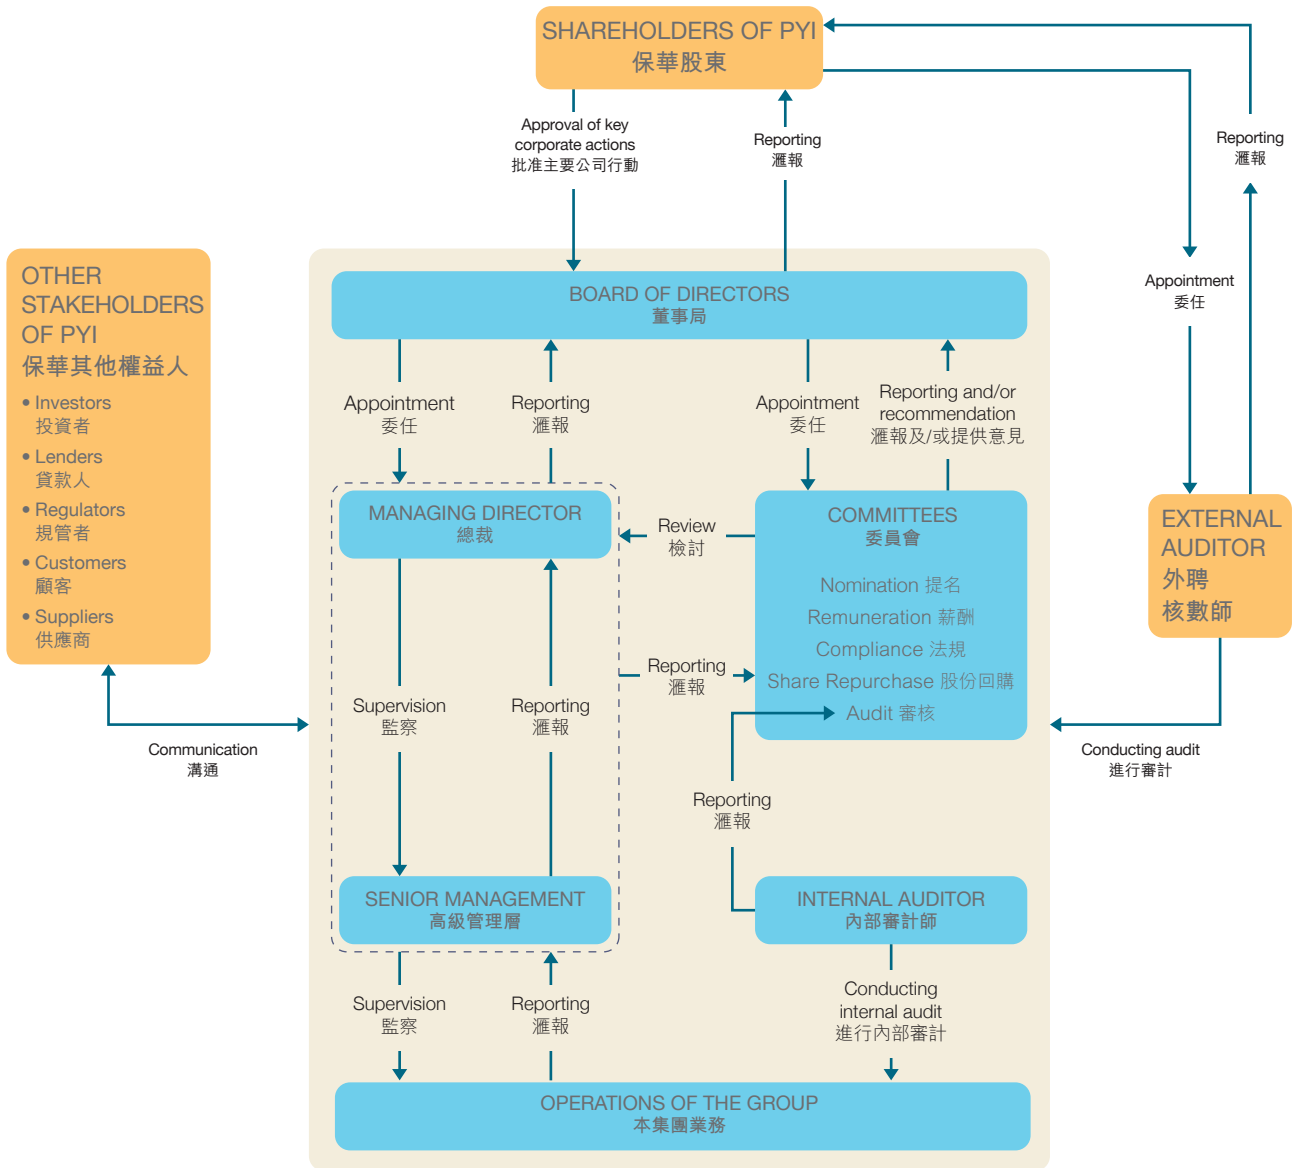 SHAREHOLDERS OF PYI
保華股東
Approval of key
corporate actions
批准主要公司行動
Reporting
滙報
Reporting
滙報
Appointment
委任
OTHER
STAKEHOLDERS
OF PYI
保華其他權益人
• Investors
投資者
• Lenders
貸款人
• Regulators
規管者
• Customers
顧客
• Suppliers
供應商
Communication
溝通
BOARD OF DIRECTORS
董事局
Appointment
委任
Reporting
滙報
Appointment
委任
Reporting and/or
recommendation
滙報及/或提供意見
MANAGING DIRECTOR
總裁
Review
檢討
COMMITTEES
委員會
Nomination 提名
Remuneration 薪酬
Compliance 法規
Share Repurchase 股份回購
Audit 審核
EXTERNAL
AUDITOR
外聘
核數師
Conducting audit
進行審計
Supervision
監察
Reporting
滙報
Reporting
滙報
Reporting
滙報
SENIOR MANAGEMENT
高級管理層
INTERNAL AUDITOR
內部審計師
Supervision
監察
Reporting
滙報
Conducting
internal audit
進行內部審計
OPERATIONS OF THE GROUP
本集團業務